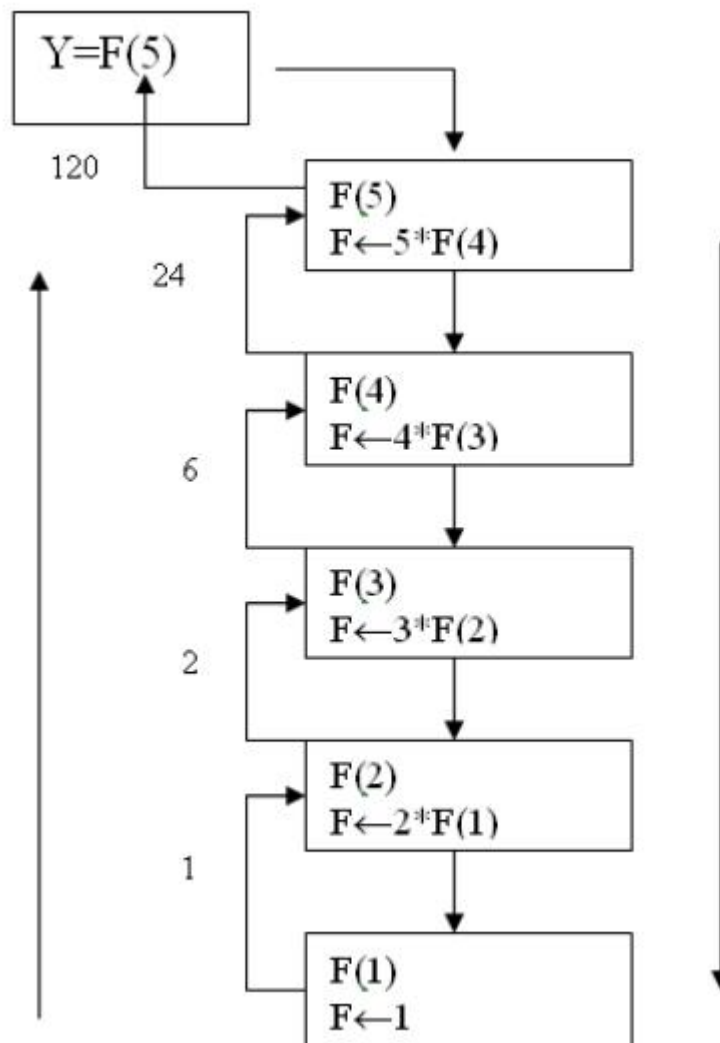 Y=F(5)
120
F(5)
F←5*F(4)
24
F(4)
F←4*F(3)
6
F(3)
F←3*F(2)
2
F(2)
F←2*F(1)
1
F(1)
F←1